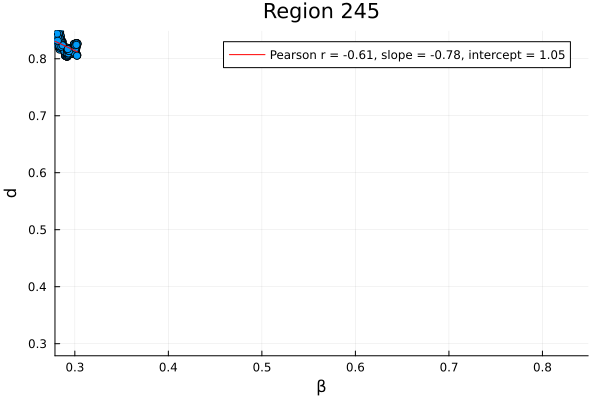 Region 245
Pearson r = -0.61, slope = -0.78, intercept = 1.05
d
0.8
0.7
0.6
0.5
0.4
0.3
0.3 0.4 0.5 0.6 0.7 0.8
β